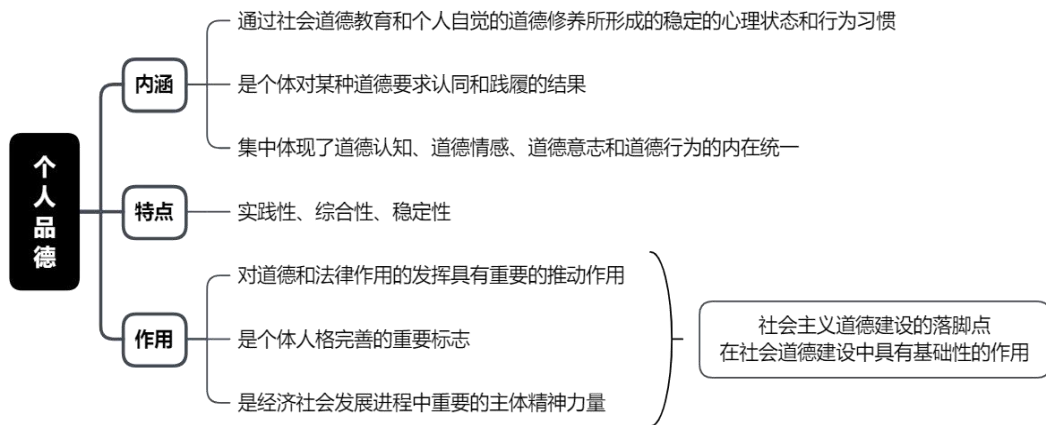 个人品德
内涵
通过社会道德教育和个人自觉的道德修养所形成的稳定的心理状态和行为习惯
是个体对某种道德要求认同和践履的结果
集中体现了道德认知、道德情感、道德意志和道德行为的内在统一
特点
实践性、综合性、稳定性
作用
对道德和法律作用的发挥具有重要的推动作用
是个体人格完善的重要标志
是经济社会发展进程中重要的主体精神力量
社会主义道德建设的落脚点
在社会道德建设中具有基础性的作用